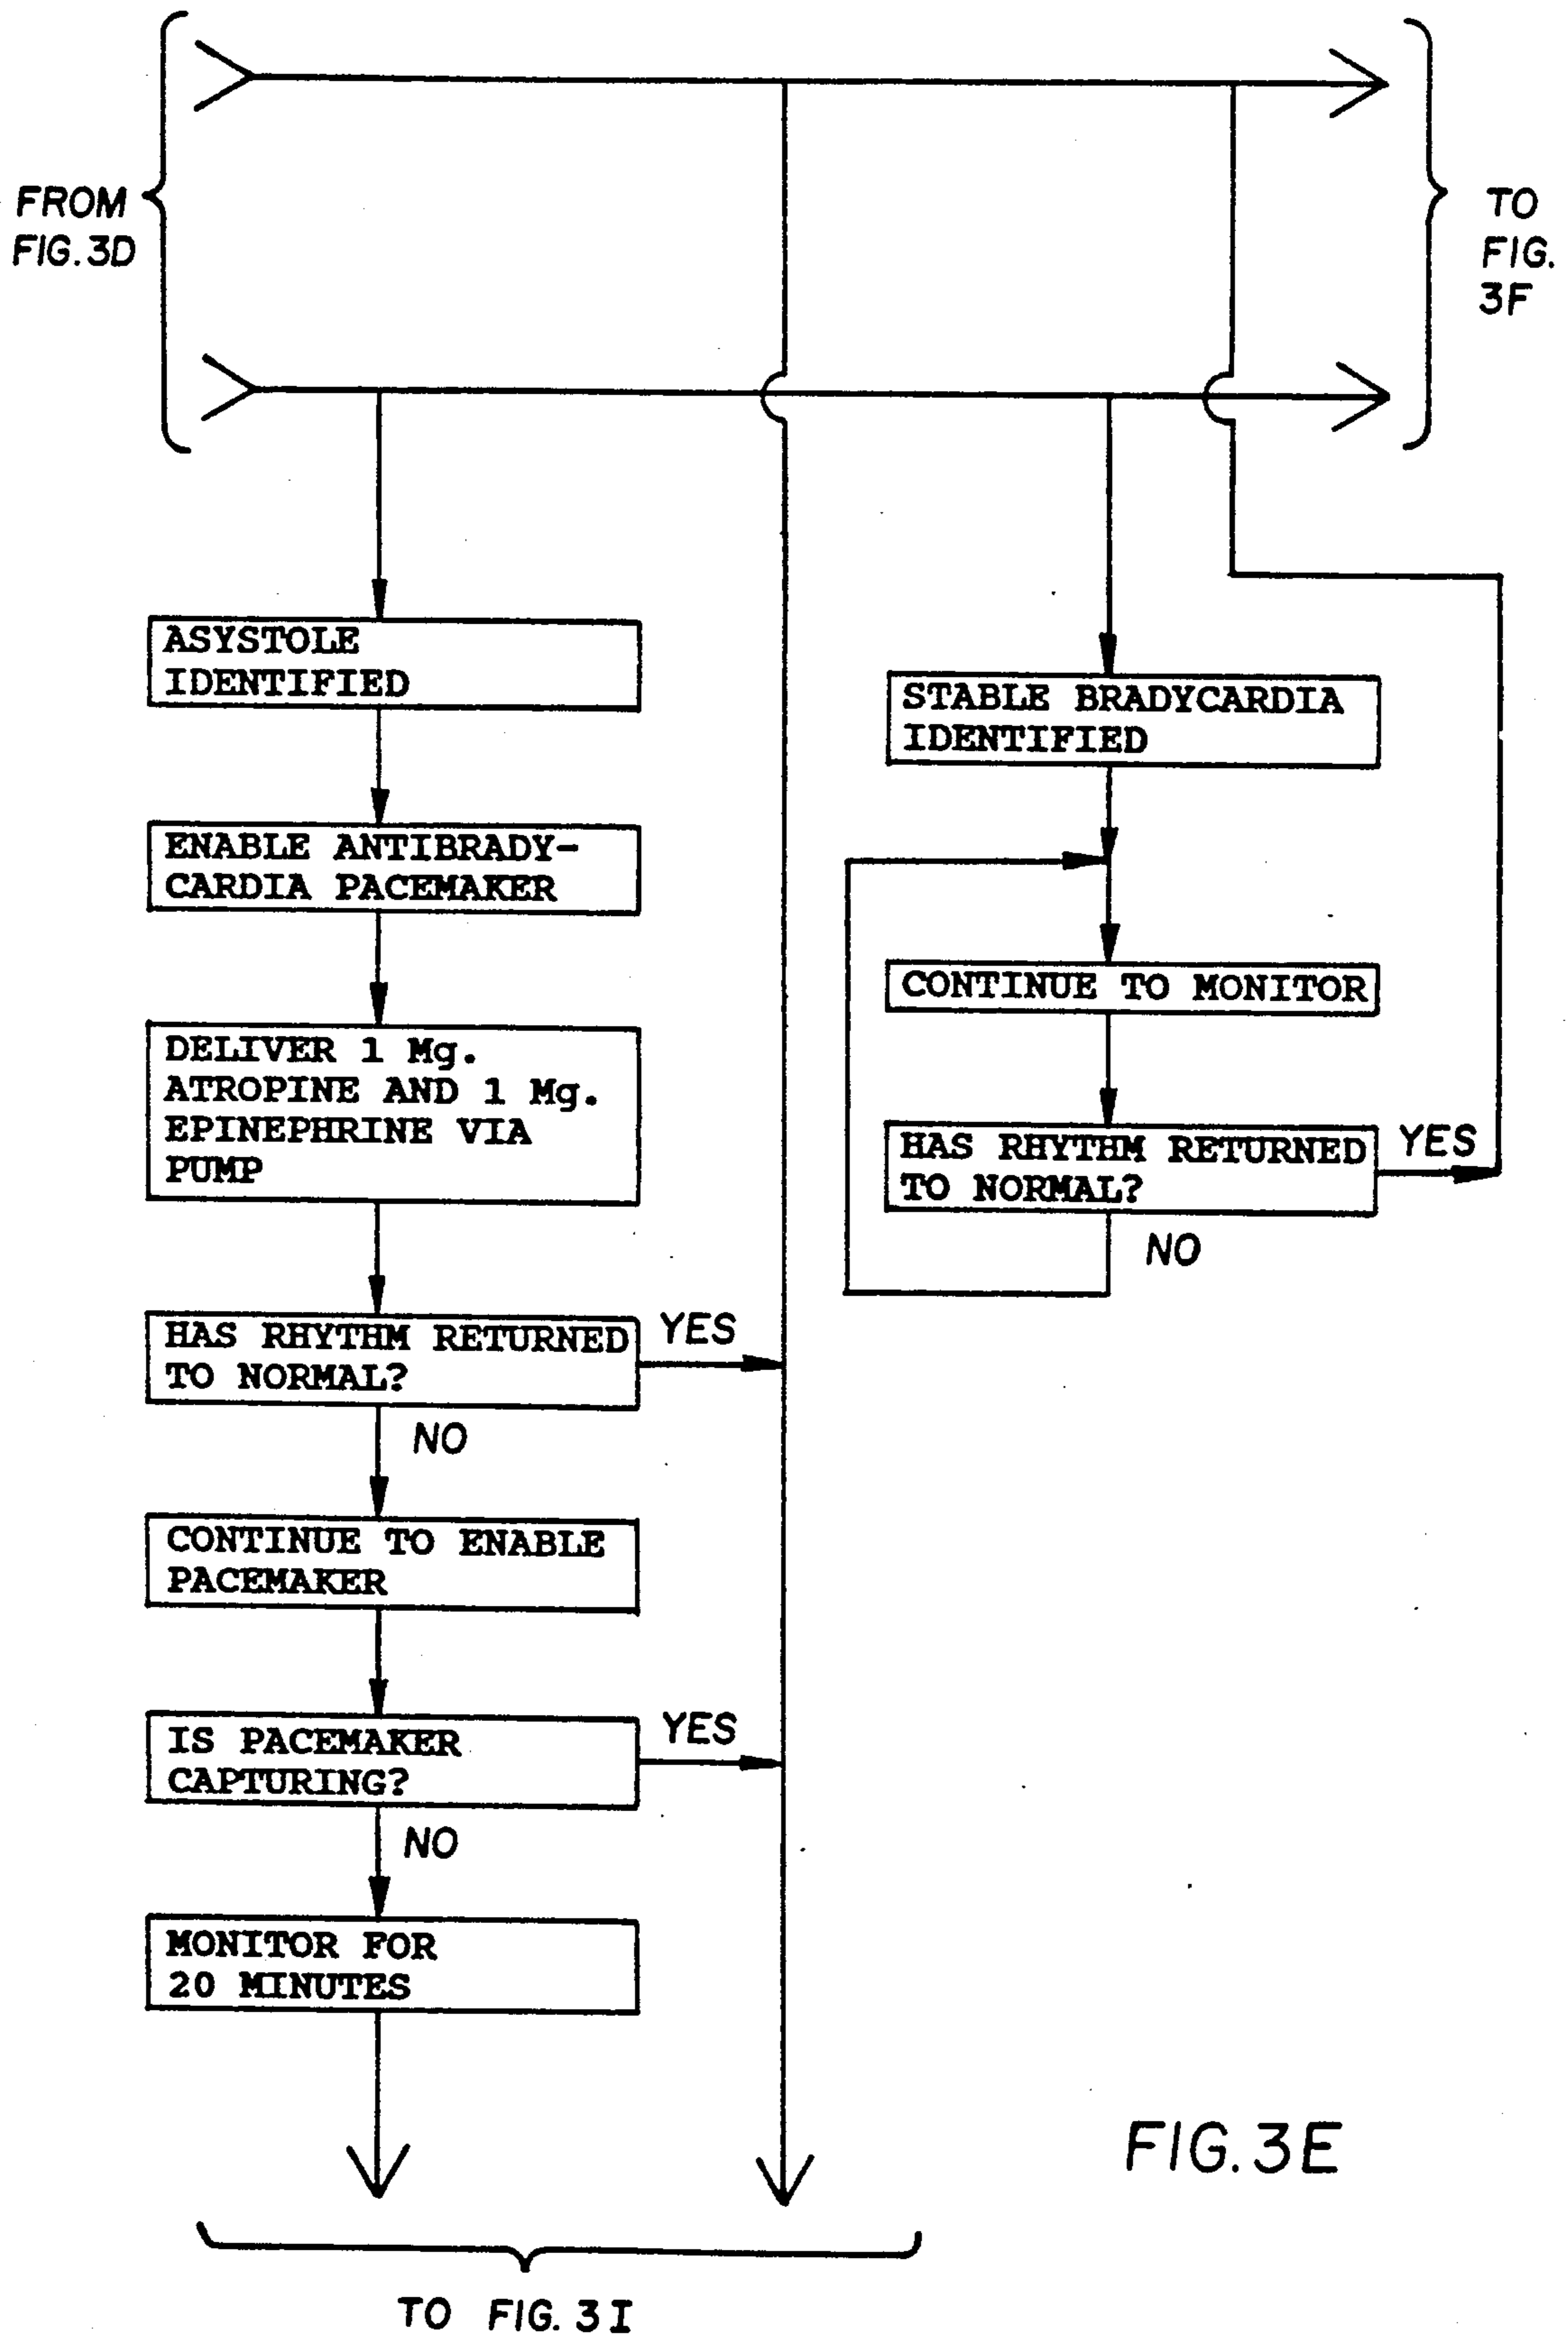 FROM
FIG. 3D
TO
FIG.
3F
ASYSTOLE
IDENTIFIED
ENABLE ANTIBRADY-
CARDIA PACEMAKER
DELIVER 1 Mg.
ATROPINE AND 1 Mg.
EPINEPHRINE VIA
PUMP
HAS RHYTHM RETURNED
TO NORMAL?
YES
NO
CONTINUE TO ENABLE
PACEMAKER
IS PACEMAKER
CAPTURING?
YES
NO
MONITOR FOR
20 MINUTES
STABLE BRADYCARDIA
IDENTIFIED
CONTINUE TO MONITOR
HAS RHYTHM RETURNED
TO NORMAL?
YES
NO
FIG. 3E
TO FIG. 3I